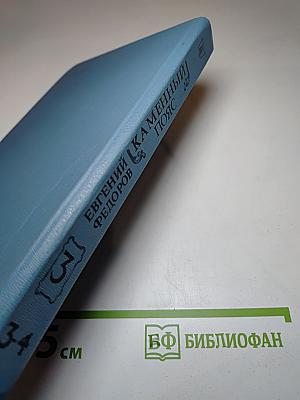 ЕВГЕНИЙ
ФЕДОРОВ
КАМЕННЫЙ
ПОЯС
3
3-4
5 см
БФ БИБЛИОФАН